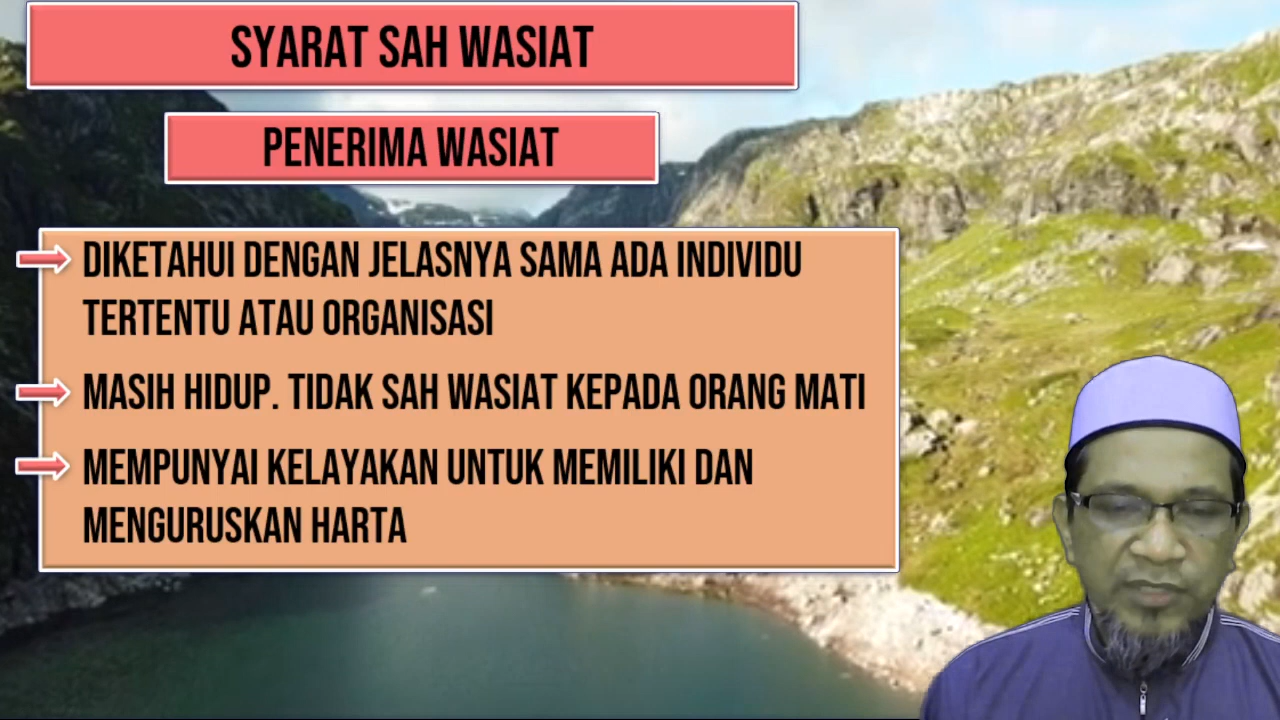 SYARAT SAH WASIAT
PENERIMA WASIAT
DIKETAHUI DENGAN JELASNYA SAMA ADA INDIVIDU
TERTENTU ATAU ORGANISASI
MASIH HIDUP. TIDAK SAH WASIAT KEPADA ORANG MATI
MEMPUNYAI KELAYAKAN UNTUK MEMILIKI DAN
MENGURUSKAN HARTA